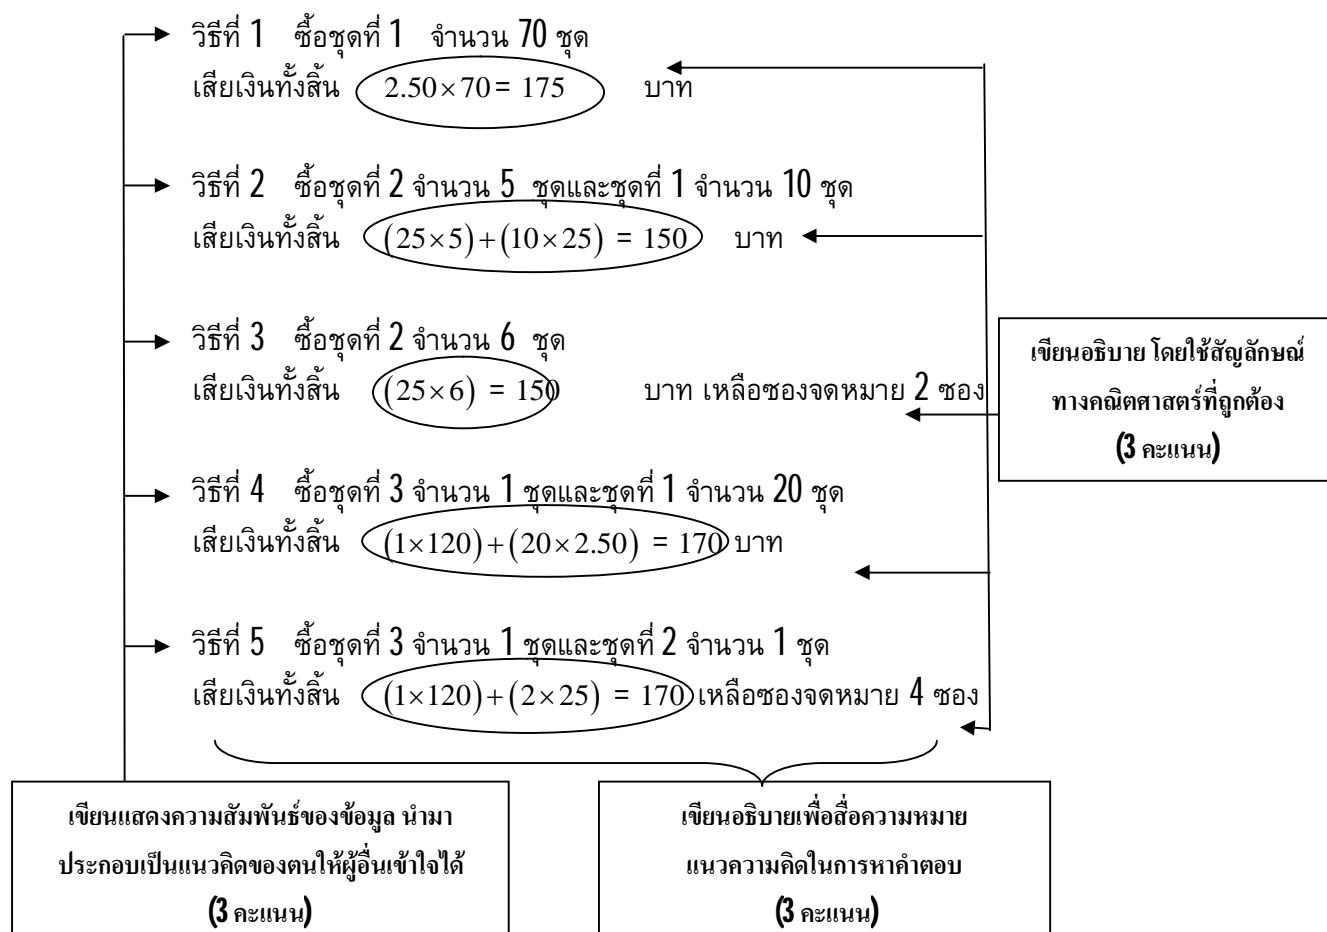 วิธีที่ 1 ซื้อชุดที่ 1 จำนวน 70 ชุด
เสียเงินทั้งสิ้น 2.50×70 = 175 บาท
วิธีที่ 2 ซื้อชุดที่ 2 จำนวน 5 ชุดและชุดที่ 1 จำนวน 10 ชุด
เสียเงินทั้งสิ้น (25×5)+(10×25) = 150 บาท
วิธีที่ 3 ซื้อชุดที่ 2 จำนวน 6 ชุด
เสียเงินทั้งสิ้น (25×6) = 150 บาท เหลือซองจดหมาย 2 ซอง
เขียนอธิบาย โดยใช้สัญลักษณ์
ทางคณิตศาสตร์ที่ถูกต้อง
(3 คะแนน)
วิธีที่ 4 ซื้อชุดที่ 3 จำนวน 1 ชุดและชุดที่ 1 จำนวน 20 ชุด
เสียเงินทั้งสิ้น (1×120)+(20×2.50) = 170 บาท
วิธีที่ 5 ซื้อชุดที่ 3 จำนวน 1 ชุดและชุดที่ 2 จำนวน 1 ชุด
เสียเงินทั้งสิ้น (1×120)+(2×25) = 170 เหลือซองจดหมาย 4 ซอง
เขียนแสดงความสัมพันธ์ของข้อมูล นำมา
ประกอบเป็นแนวคิดของตนให้ผู้อื่นเข้าใจได้
(3 คะแนน)
เขียนอธิบายเพื่อสื่อความหมาย
แนวความคิดในการหาคำตอบ
(3 คะแนน)